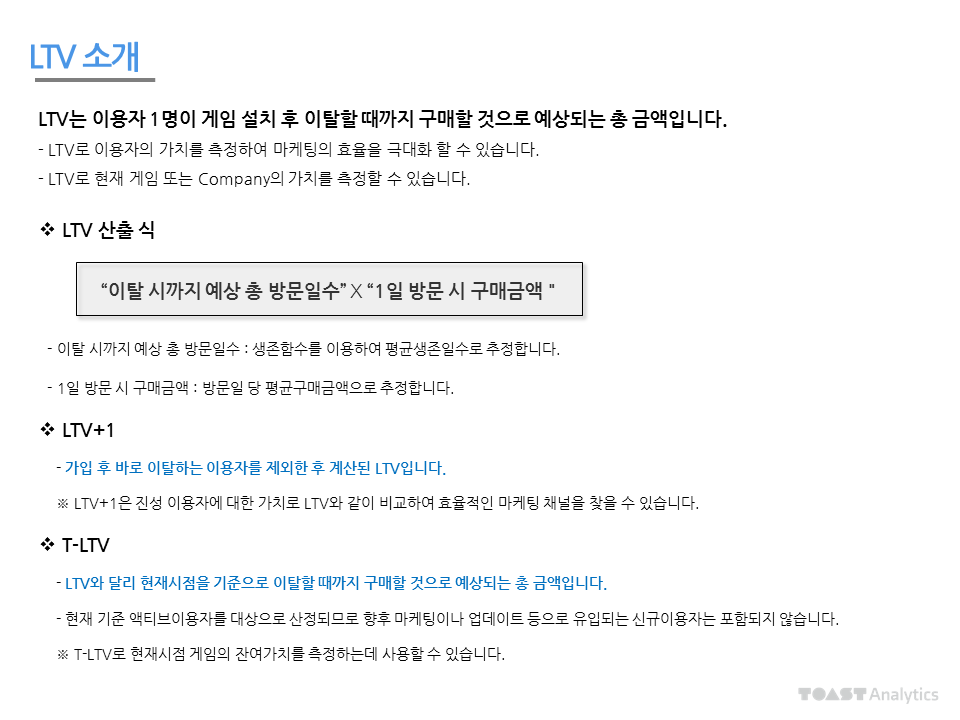 LTV 소개
LTV는 이용자 1명이 게임 설치 후 이탈할 때까지 구매할 것으로 예상되는 총 금액입니다.
- LTV로 이용자의 가치를 측정하여 마케팅의 효율을 극대화 할 수 있습니다.
- LTV로 현재 게임 또는 Company의 가치를 측정할 수 있습니다.
❖ LTV 산출 식
“이탈 시까지 예상 총 방문일수” X “1일 방문 시 구매금액 "
- 이탈 시까지 예상 총 방문일수 : 생존함수를 이용하여 평균생존일수로 추정합니다.
- 1일 방문 시 구매금액 : 방문일 당 평균구매금액으로 추정합니다.
❖ LTV+1
- 가입 후 바로 이탈하는 이용자를 제외한 후 계산된 LTV입니다.
※ LTV+1은 진성 이용자에 대한 가치로 LTV와 같이 비교하여 효율적인 마케팅 채널을 찾을 수 있습니다.
❖ T-LTV
- LTV와 달리 현재시점을 기준으로 이탈할 때까지 구매할 것으로 예상되는 총 금액입니다.
- 현재 기준 액티브이용자를 대상으로 산정되므로 향후 마케팅이나 업데이트 등으로 유입되는 신규이용자는 포함되지 않습니다.
※ T-LTV로 현재시점 게임의 잔여가치를 측정하는데 사용할 수 있습니다.
TOAST Analytics